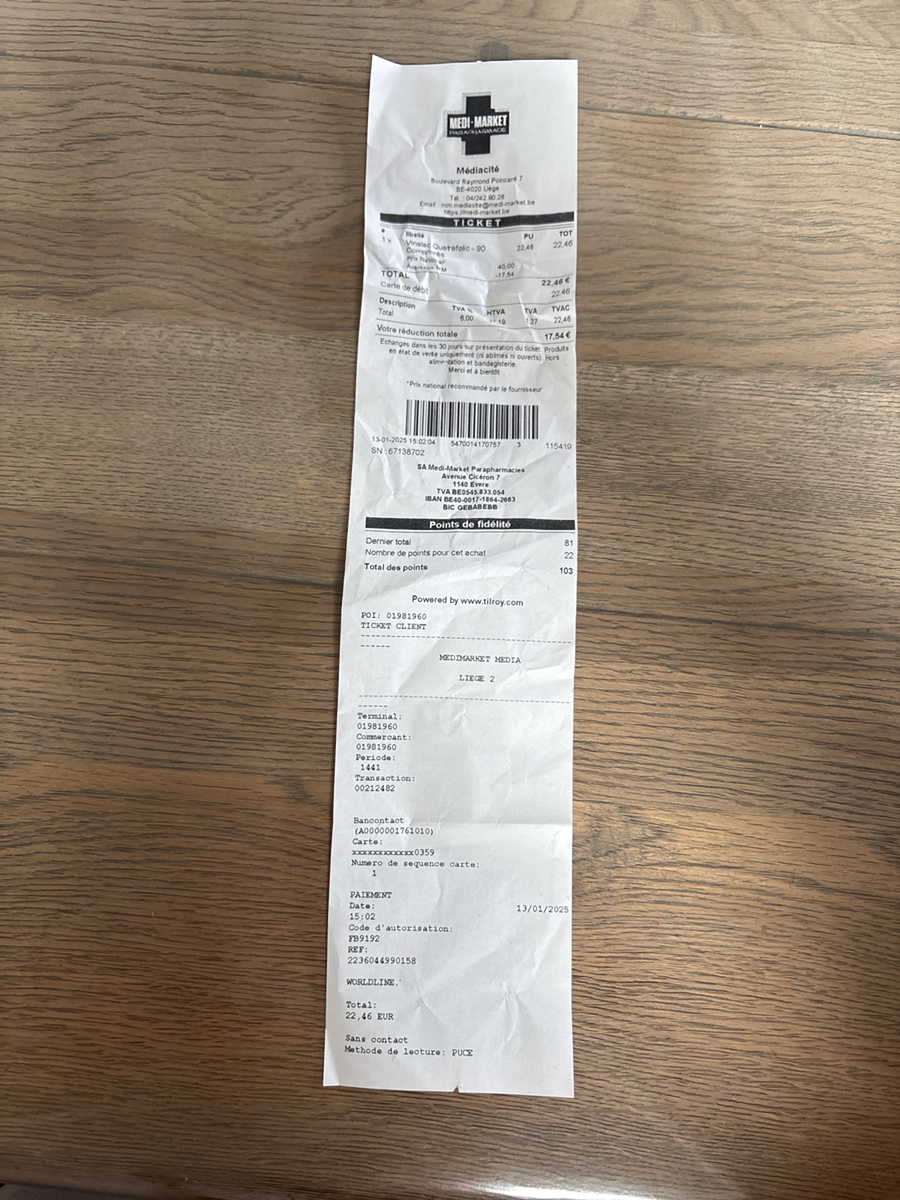 MEDI-MARKET
PARAPHARMACIE
Médiacité
Boulevard Raymond Poincaré 7
BE-4020 Liège
Tél : 04/242.90.26
Email : mm.mediacite@medi-market.be
https://medi-market.be
TICKET
libellé PU TOT
1 x Vinalac Quatrefolic - 90 22,46 22,46
Comprimés
Prix National* 40,00
Avantage MM -17,54
TOTAL 22,46 €
Carte de débit 22,46
Description TVA % HTVA TVA TVAC
Total 6,00 1,27 22,46
Votre réduction totale 17,54 €
Echanges dans les 30 jours sur présentation du ticket. Produits
en état de vente uniquement (ni abîmés ni ouverts). Hors
alimentation et bandagisterie.
Merci et à bientôt
*Prix national recommandé par le fournisseur
13-01-2025 15:02:04 5470014170757 3 115419
SN : 67138702
SA Medi-Market Parapharmacies
Avenue Cicéron 7
1140 Evere
TVA BE0545.833.054
IBAN BE40-0017-1864-2663
BIC GEBABEBB
Points de fidélité
Dernier total 81
Nombre de points pour cet achat 22
Total des points 103
Powered by www.tilroy.com
POI: 01981960
TICKET CLIENT
------------------------------------------
------
MEDIMARKET MEDIA
LIEGE 2
------------------------------------------
------
Terminal:
01981960
Commercant:
01981960
Periode:
1441
Transaction:
00212482
Bancontact
(A0000001761010)
Carte:
xxxxxxxxxxxxx0359
Numero de sequence carte:
1
PAIEMENT
Date: 13/01/2025
15:02
Code d'autorisation:
FB9192
REF:
2236044990158
WORLDLINE.
Total:
22,46 EUR
Sans contact
Methode de lecture: PUCE